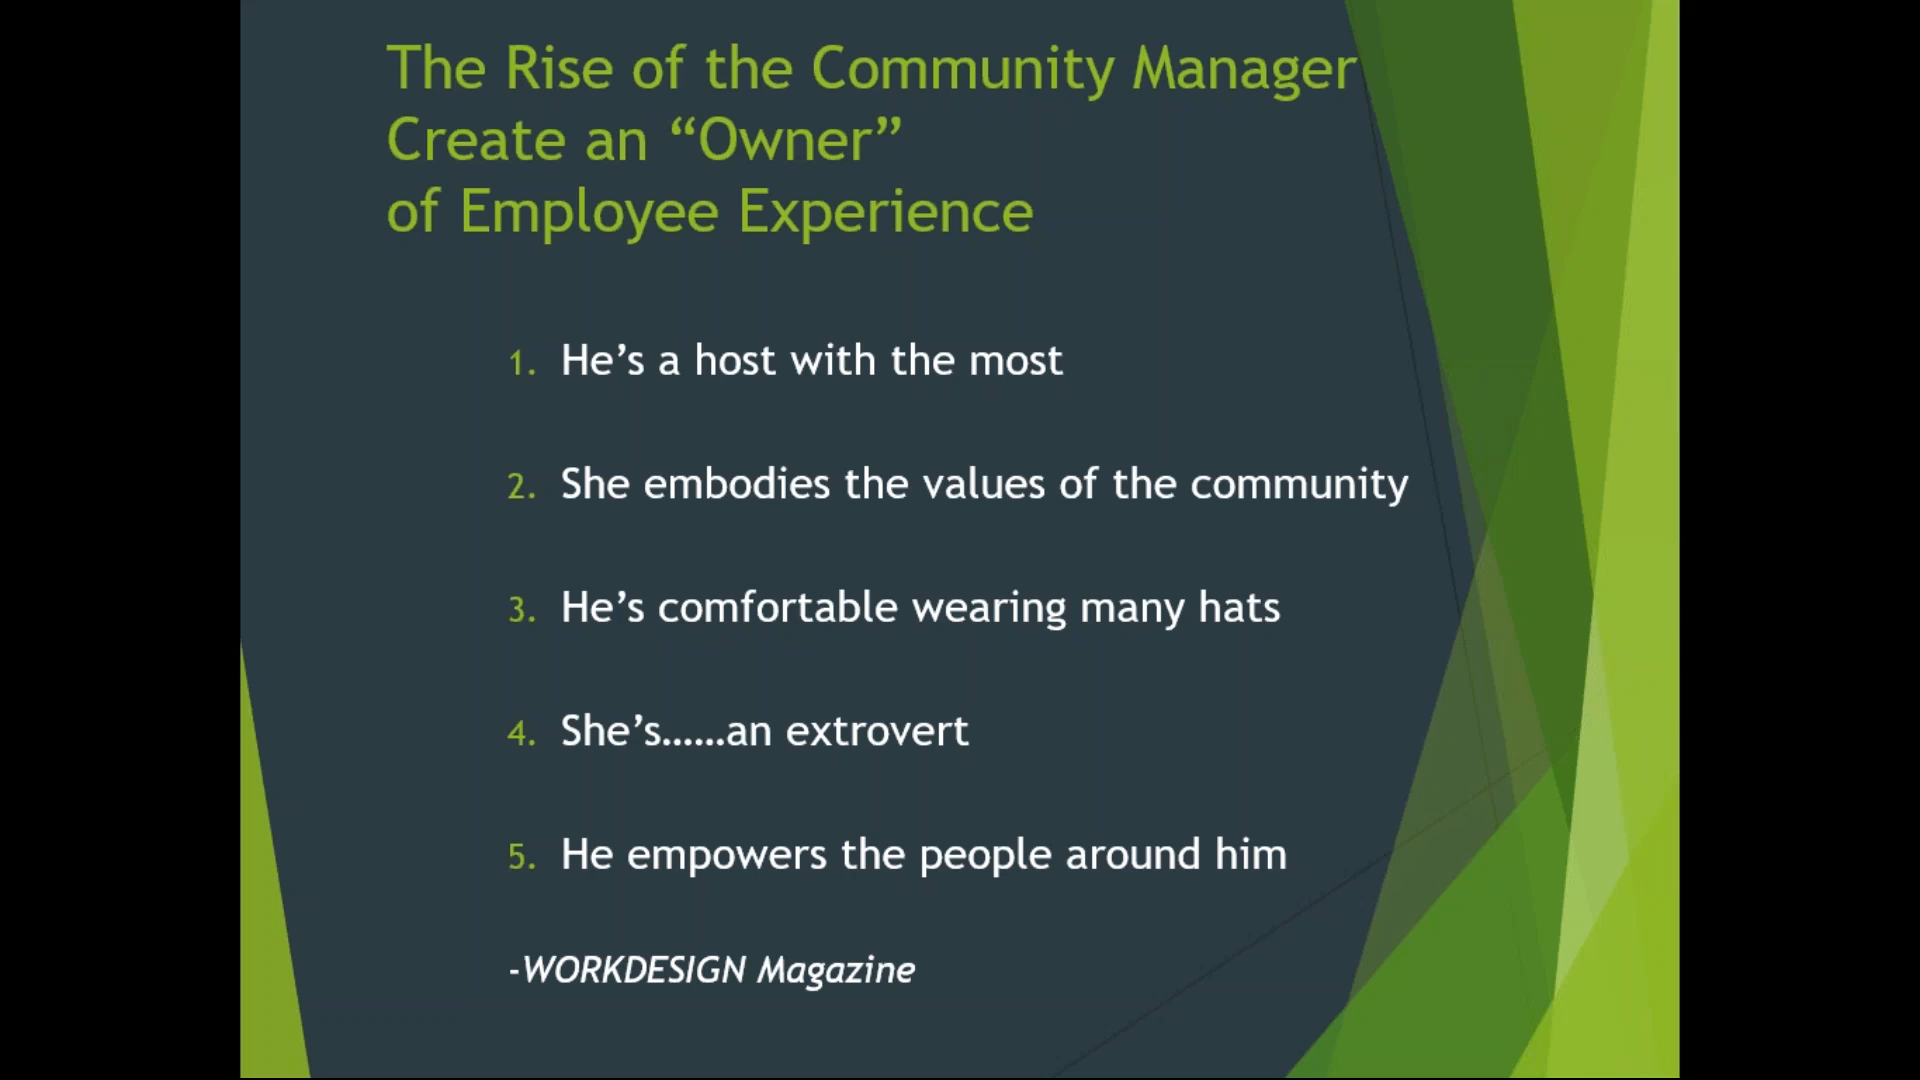 The Rise of the Community Manager
Create an “Owner”
of Employee Experience
1. He’s a host with the most
2. She embodies the values of the community
3. He’s comfortable wearing many hats
4. She’s……an extrovert
5. He empowers the people around him
-WORKDESIGN Magazine